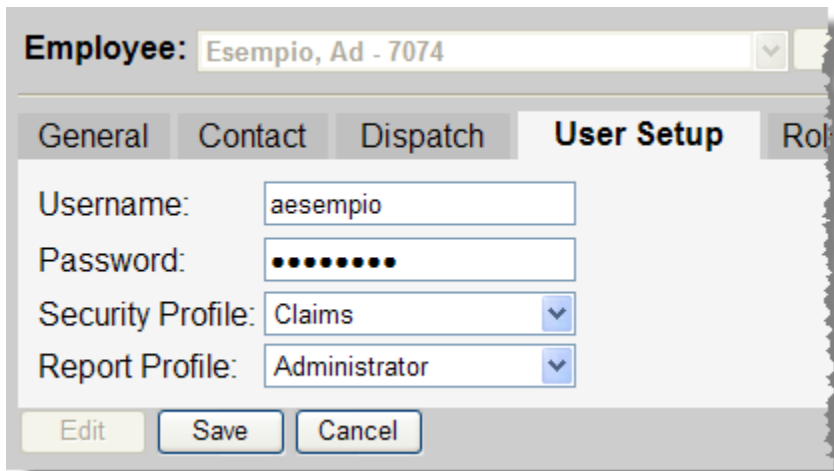 Employee: Esempio, Ad - 7074
General Contact Dispatch User Setup
Username: aesempio
Password: ••••••••
Security Profile: Claims
Report Profile: Administrator
Edit Save Cancel